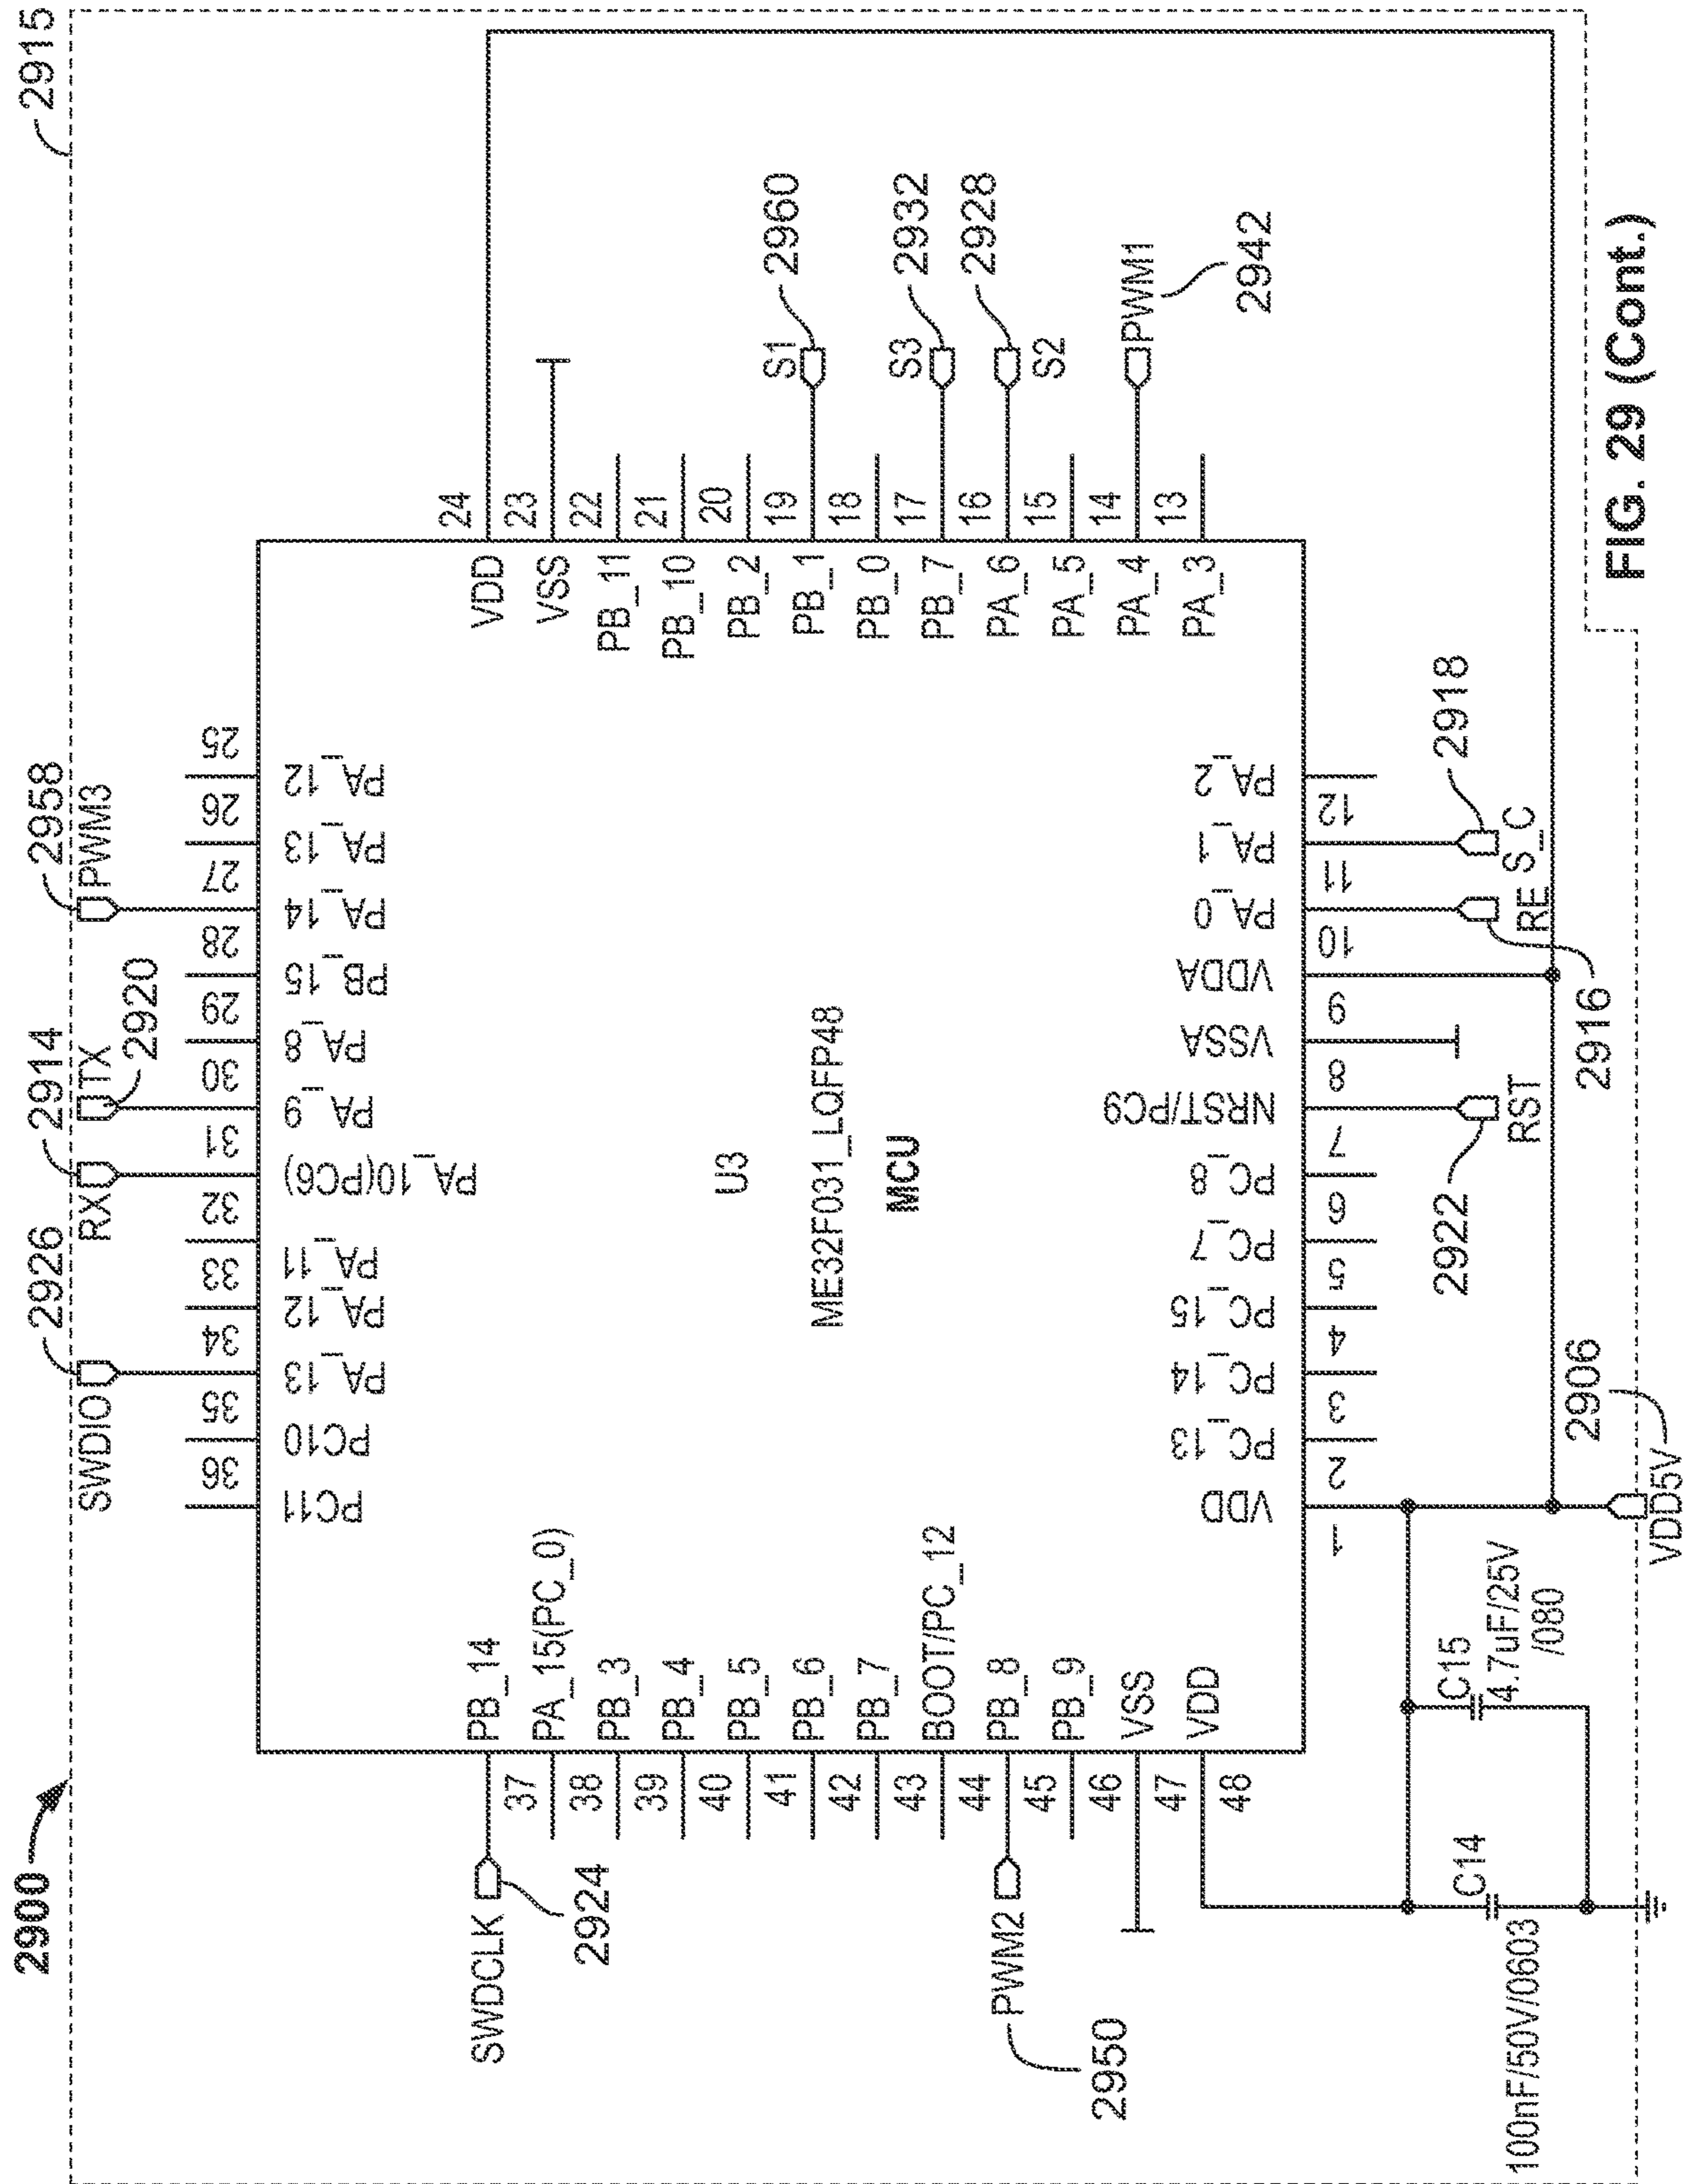 2900
2915
SWDIO
2926
RX
2914
TX
2920
PWM3
2958
36
35
34
33
32
31
30
29
28
27
26
25
PC11
PC10
PA_13
PA_12
PA_11
PA_10(PC6)
PA_9
PA_8
PB_15
PA_14
PA_13
PA_12
SWDCLK
2924
PWM2
2950
37
38
39
40
41
42
43
44
45
46
47
48
PB_14
PA_15(PC_0)
PB_3
PB_4
PB_5
PB_6
PB_7
BOOT/PC_12
PB_8
PB_9
VSS
VDD
U3
ME32F031_LQFP48
MCU
VDD
VSS
PB_11
PB_10
PB_2
PB_1
PB_0
PB_7
PA_6
PA_5
PA_4
PA_3
24
23
22
21
20
19
18
17
16
15
14
13
S1
2960
S3
2932
2928
S2
PWM1
2942
VDD
PC_13
PC_14
PC_15
PC_7
PC_8
NRST/PC9
VSSA
VDDA
PA_0
PA_1
PA_2
1
2
3
4
5
6
7
8
9
10
11
12
C14
100nF/50V/0603
C15
4.7uF/25V
/080
VDD5V
2906
2922
RST
2916
RE
S_C
2918
FIG. 29 (Cont.)